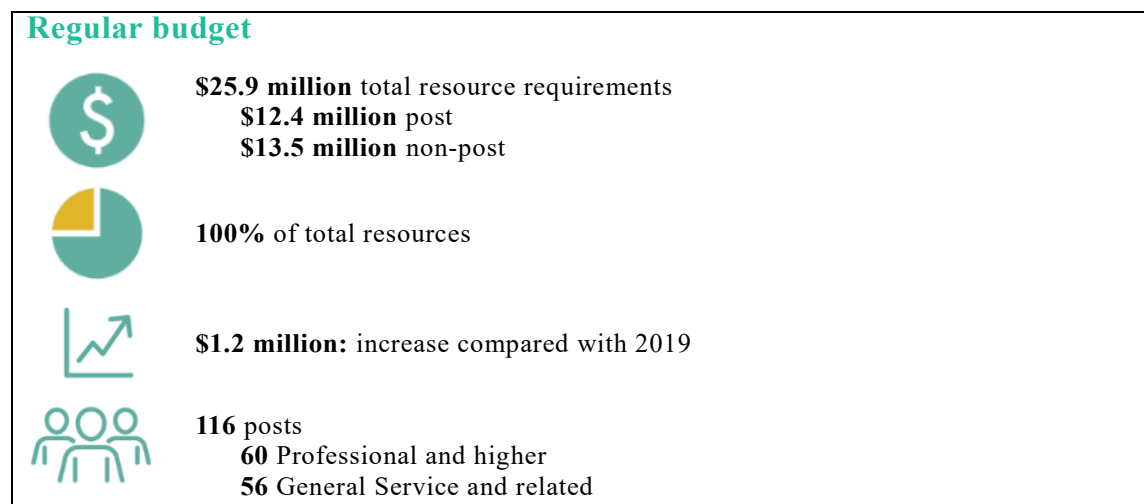 Regular budget
$25.9 million total resource requirements
$12.4 million post
$13.5 million non-post
100% of total resources
$1.2 million: increase compared with 2019
116 posts
60 Professional and higher
56 General Service and related